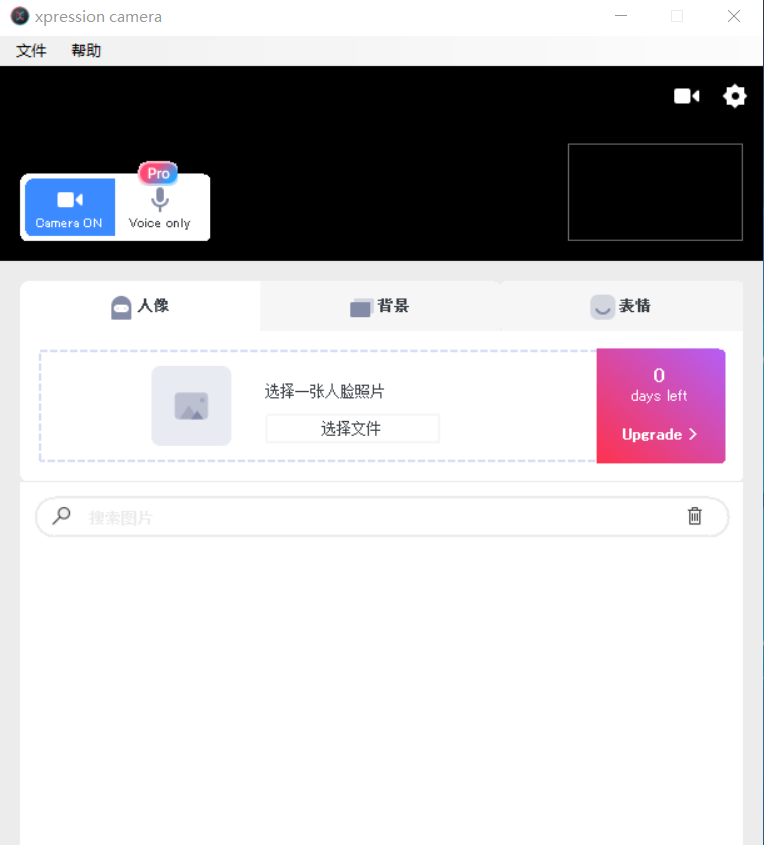 xpression camera
文件 帮助
Pro
Camera ON Voice only
人像 背景 表情
选择一张人脸照片
选择文件
0
days left
Upgrade
搜索图片